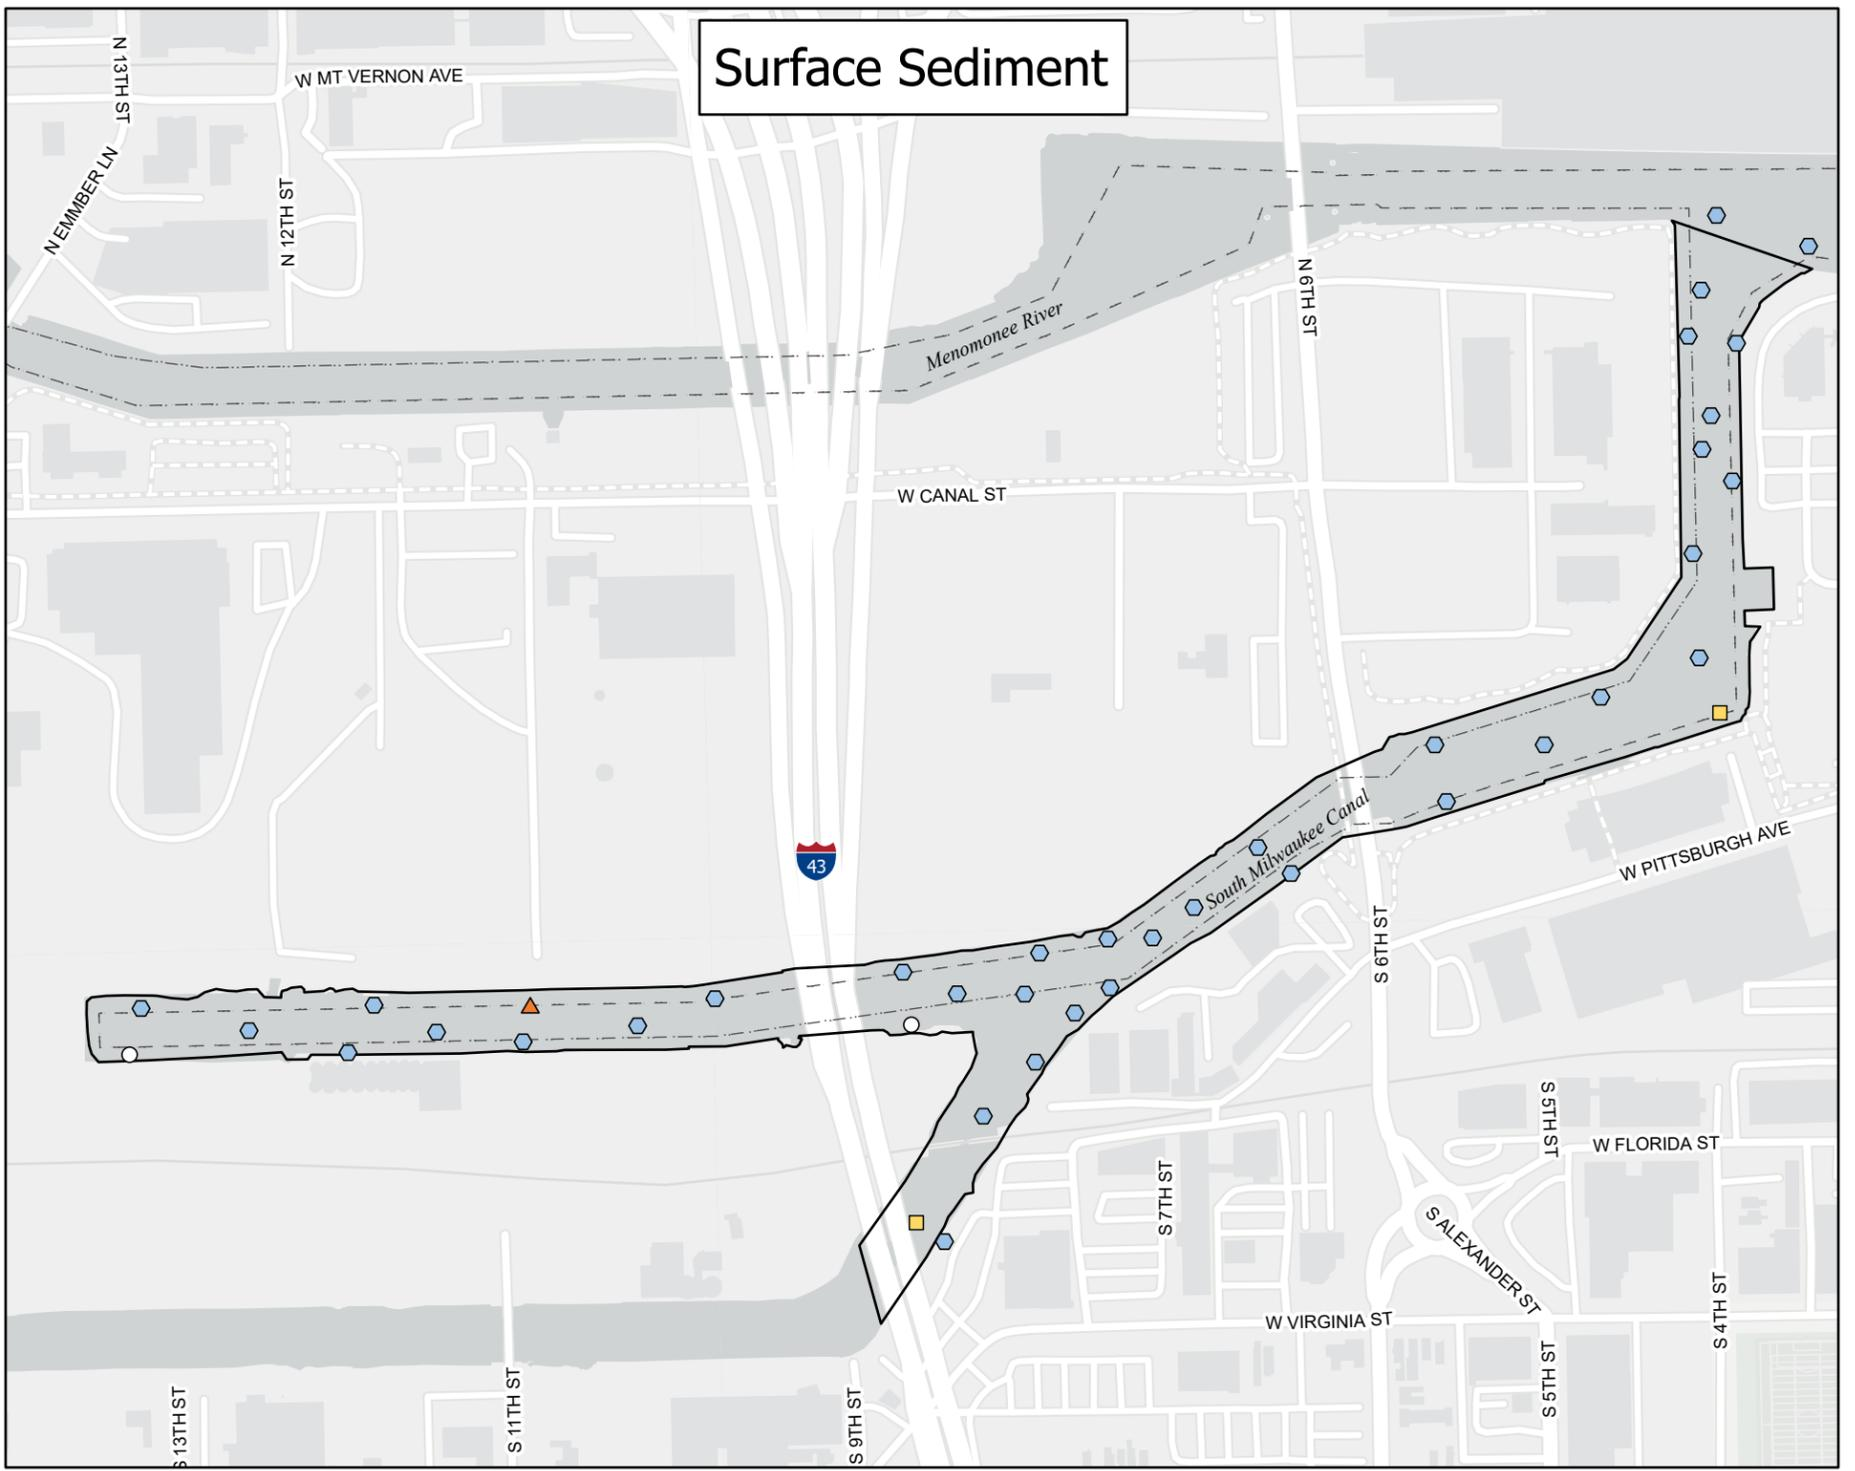 Surface Sediment
N 13TH ST
W MT VERNON AVE
N EMMBER LN
N 12TH ST
N 6TH ST
Menomonee River
W CANAL ST
South Milwaukee Canal
43
W PITTSBURGH AVE
S 6TH ST
S 5TH ST
W FLORIDA ST
S 7TH ST
S ALEXANDER ST
W VIRGINIA ST
S 4TH ST
S 5TH ST
S 11TH ST
S 13TH ST
S 9TH ST